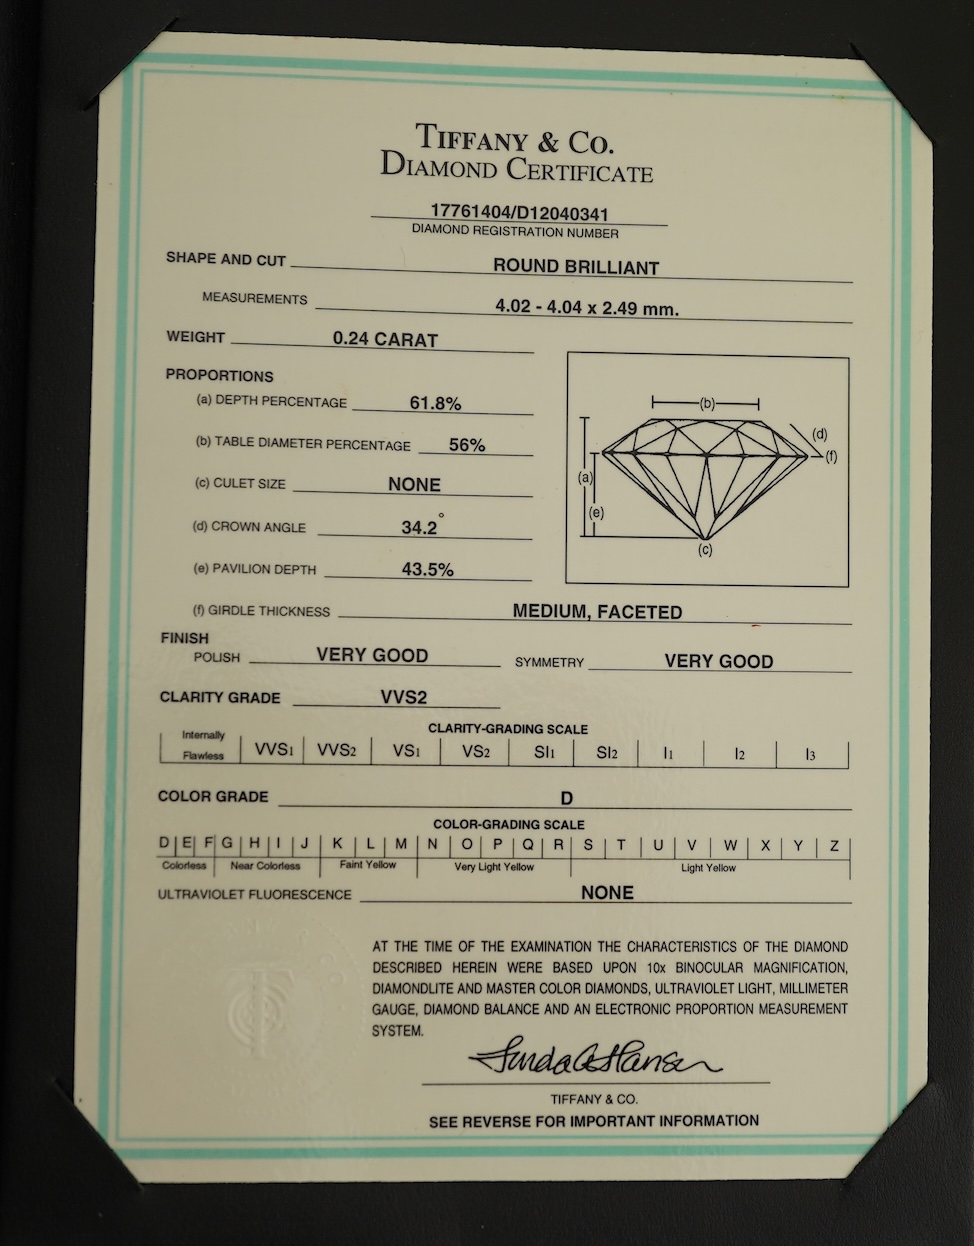 TIFFANY & CO.
DIAMOND CERTIFICATE
17761404/D12040341
DIAMOND REGISTRATION NUMBER
SHAPE AND CUT ROUND BRILLIANT
MEASUREMENTS 4.02 - 4.04 x 2.49 mm.
WEIGHT 0.24 CARAT
PROPORTIONS
(a) DEPTH PERCENTAGE 61.8%
(b) TABLE DIAMETER PERCENTAGE 56%
(c) CULET SIZE NONE
(d) CROWN ANGLE 34.2°
(e) PAVILION DEPTH 43.5%
(b)
(d)
(f)
(a)
(e)
(c)
(f) GIRDLE THICKNESS MEDIUM, FACETED
FINISH
POLISH VERY GOOD SYMMETRY VERY GOOD
CLARITY GRADE VVS2
CLARITY-GRADING SCALE
Internally Flawless VVS1 VVS2 VS1 VS2 SI1 SI2 I1 I2 I3
COLOR GRADE D
COLOR-GRADING SCALE
D E F G H I J K L M N O P Q R S T U V W X Y Z
Colorless Near Colorless Faint Yellow Very Light Yellow Light Yellow
ULTRAVIOLET FLUORESCENCE NONE
AT THE TIME OF THE EXAMINATION THE CHARACTERISTICS OF THE DIAMOND
DESCRIBED HEREIN WERE BASED UPON 10x BINOCULAR MAGNIFICATION,
DIAMONDLITE AND MASTER COLOR DIAMONDS, ULTRAVIOLET LIGHT, MILLIMETER
GAUGE, DIAMOND BALANCE AND AN ELECTRONIC PROPORTION MEASUREMENT
SYSTEM.
TIFFANY & CO.
SEE REVERSE FOR IMPORTANT INFORMATION